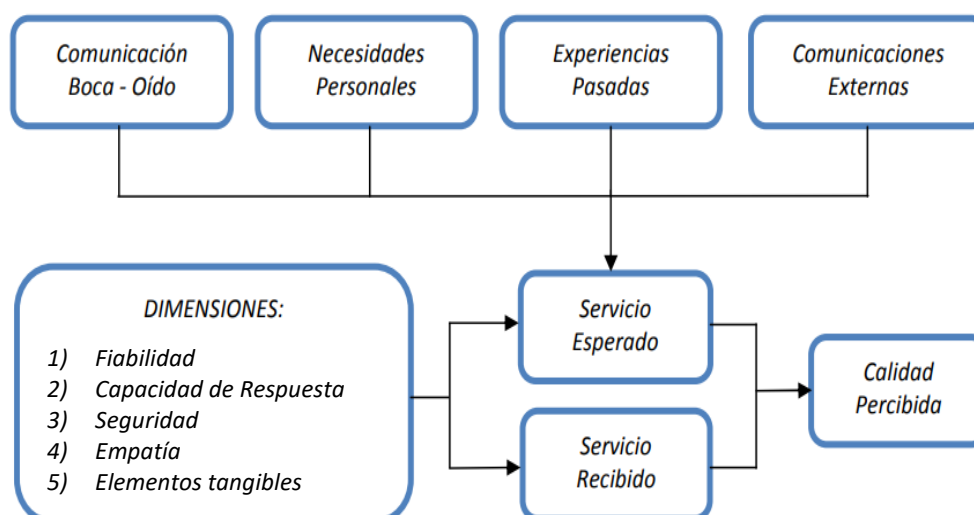 Comunicación
Boca - Oído
Necesidades
Personales
Experiencias
Pasadas
Comunicaciones
Externas
DIMENSIONES:
1) Fiabilidad
2) Capacidad de Respuesta
3) Seguridad
4) Empatía
5) Elementos tangibles
Servicio
Esperado
Servicio
Recibido
Calidad
Percibida